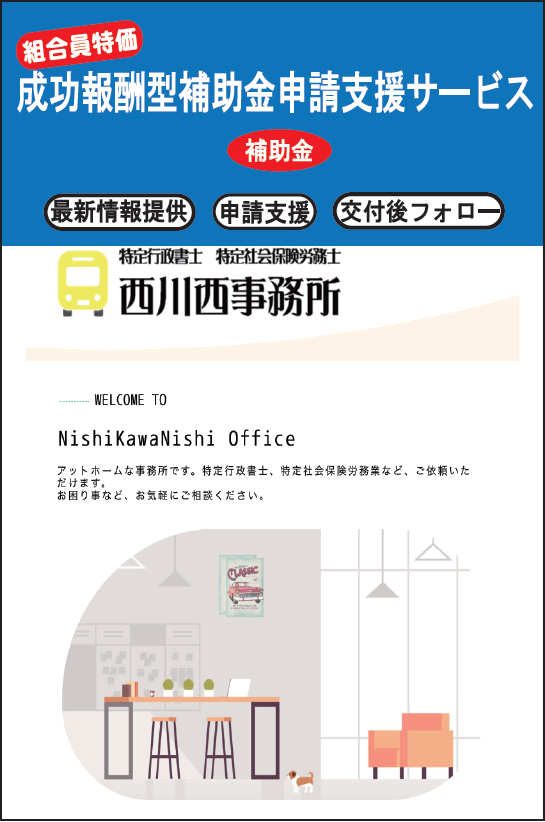 組合員特価
成功報酬型補助金申請支援サービス
補助金
最新情報提供 申請支援 交付後フォロー
特定行政書士 特定社会保険労務士
西川西事務所
WELCOME TO
NishiKawaNishi Office
アットホームな事務所です。特定行政書士、特定社会保険労務業など、ご依頼いた
だけます。
お困り事など、お気軽にご相談ください。
CLASSIC